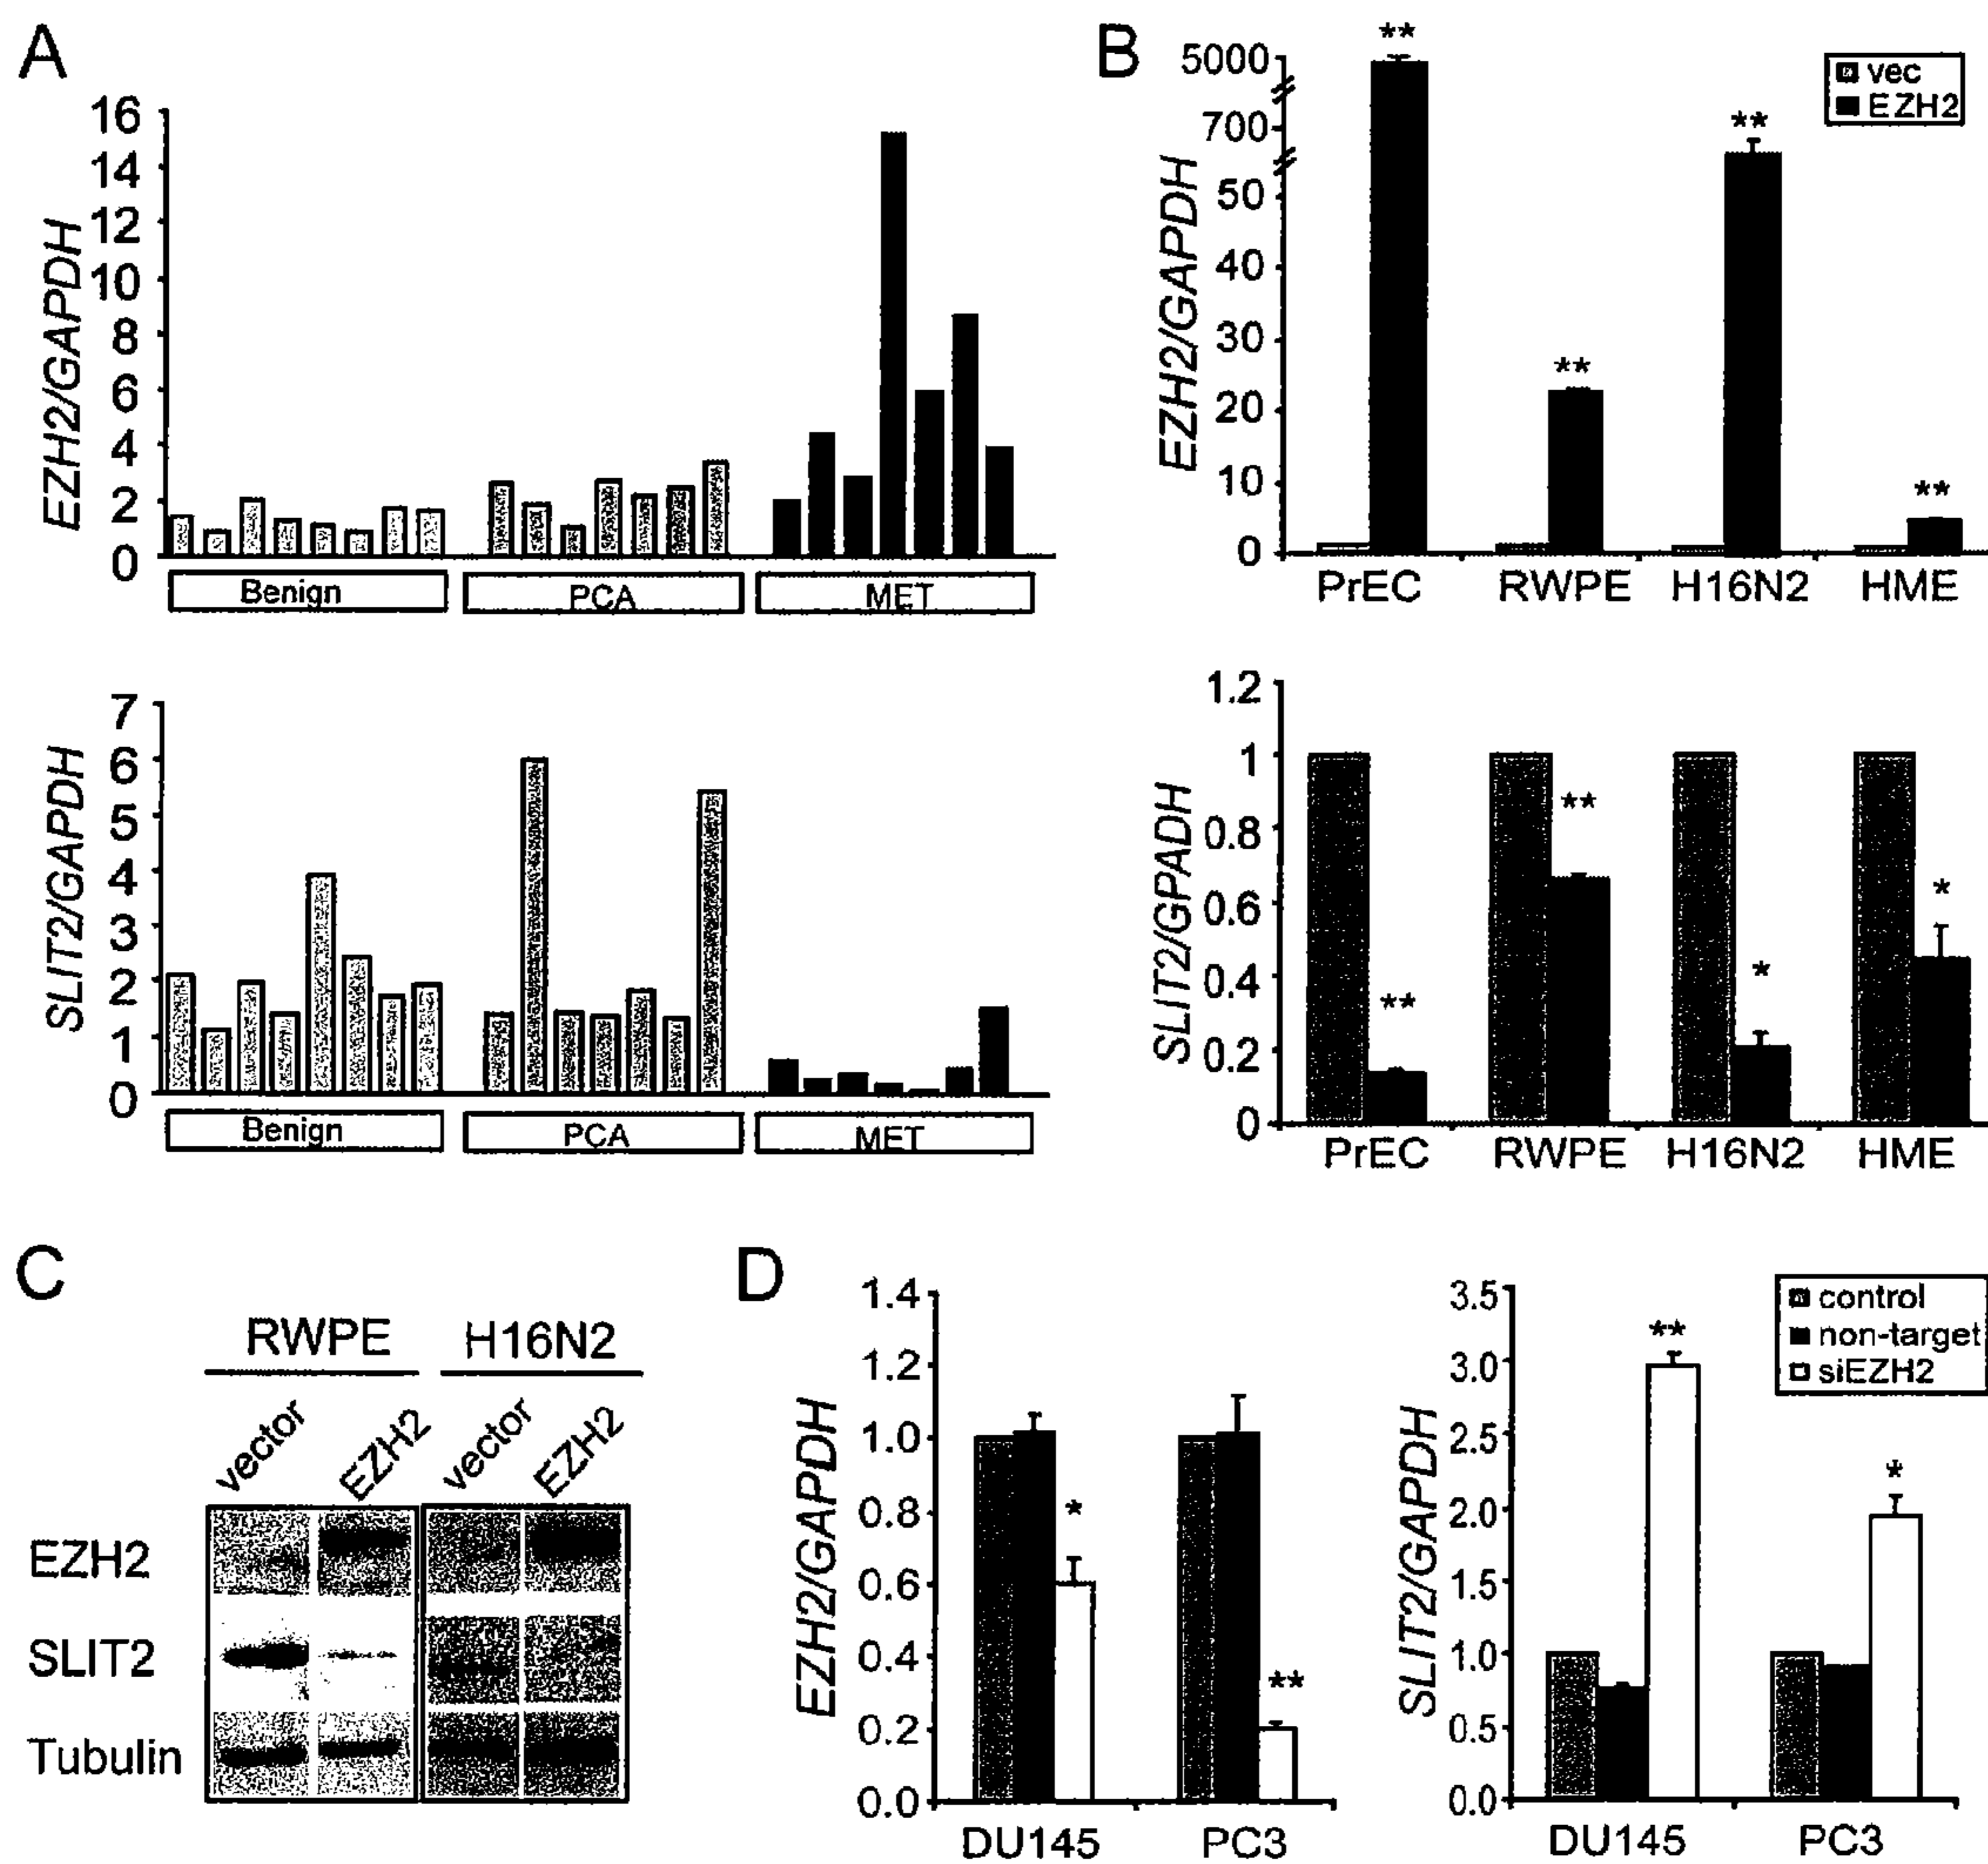 A
EZH2/GAPDH
16
14
12
10
8
6
4
2
0
Benign
PCA
MET
SLIT2/GAPDH
7
6
5
4
3
2
1
0
Benign
PCA
MET
B
EZH2/GAPDH
5000
700
50
40
30
20
10
0
**
**
**
**
vec
EZH2
PrEC
RWPE
H16N2
HME
SLIT2/GPADH
1.2
1
0.8
0.6
0.4
0.2
0
**
**
*
*
PrEC
RWPE
H16N2
HME
C
RWPE
H16N2
vector
EZH2
vector
EZH2
EZH2
SLIT2
Tubulin
D
EZH2/GAPDH
1.4
1.2
1.0
0.8
0.6
0.4
0.2
0.0
*
**
DU145
PC3
SLIT2/GAPDH
3.5
3.0
2.5
2.0
1.5
1.0
0.5
0.0
**
*
control
non-target
siEZH2
DU145
PC3